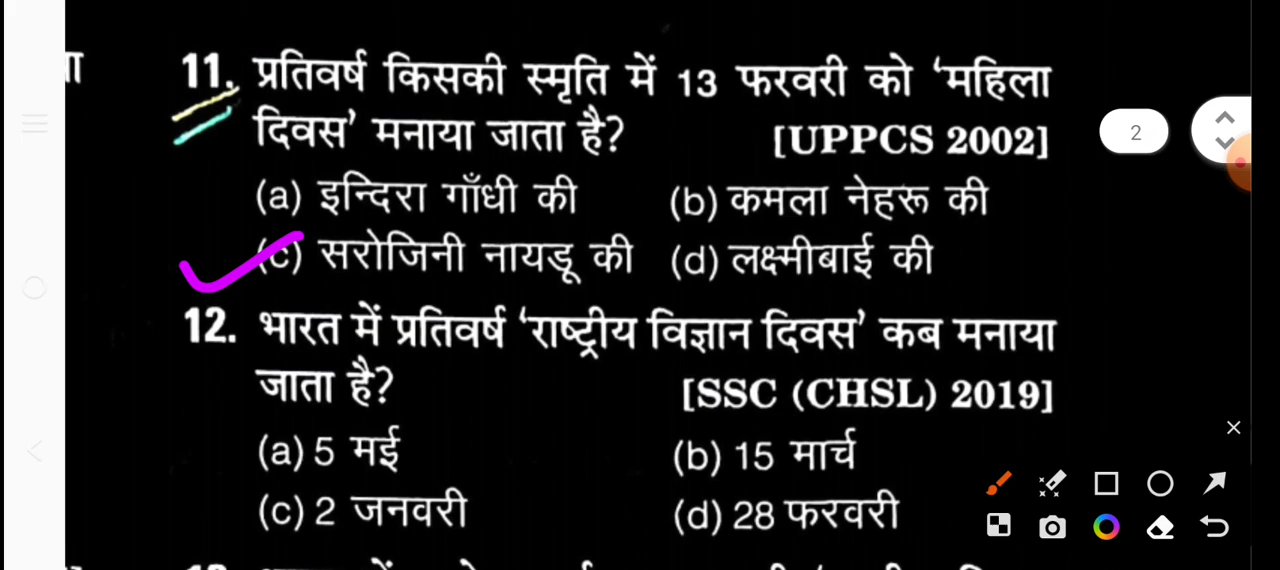 ा
11. प्रतिवर्ष किसकी स्मृति में 13 फरवरी को ‘महिला
दिवस’ मनाया जाता है? [UPPCS 2002]
(a) इन्दिरा गाँधी की (b) कमला नेहरू की
(c) सरोजिनी नायडू की (d) लक्ष्मीबाई की
12. भारत में प्रतिवर्ष ‘राष्ट्रीय विज्ञान दिवस’ कब मनाया
जाता है? [SSC (CHSL) 2019]
(a) 5 मई (b) 15 मार्च
(c) 2 जनवरी (d) 28 फरवरी
2